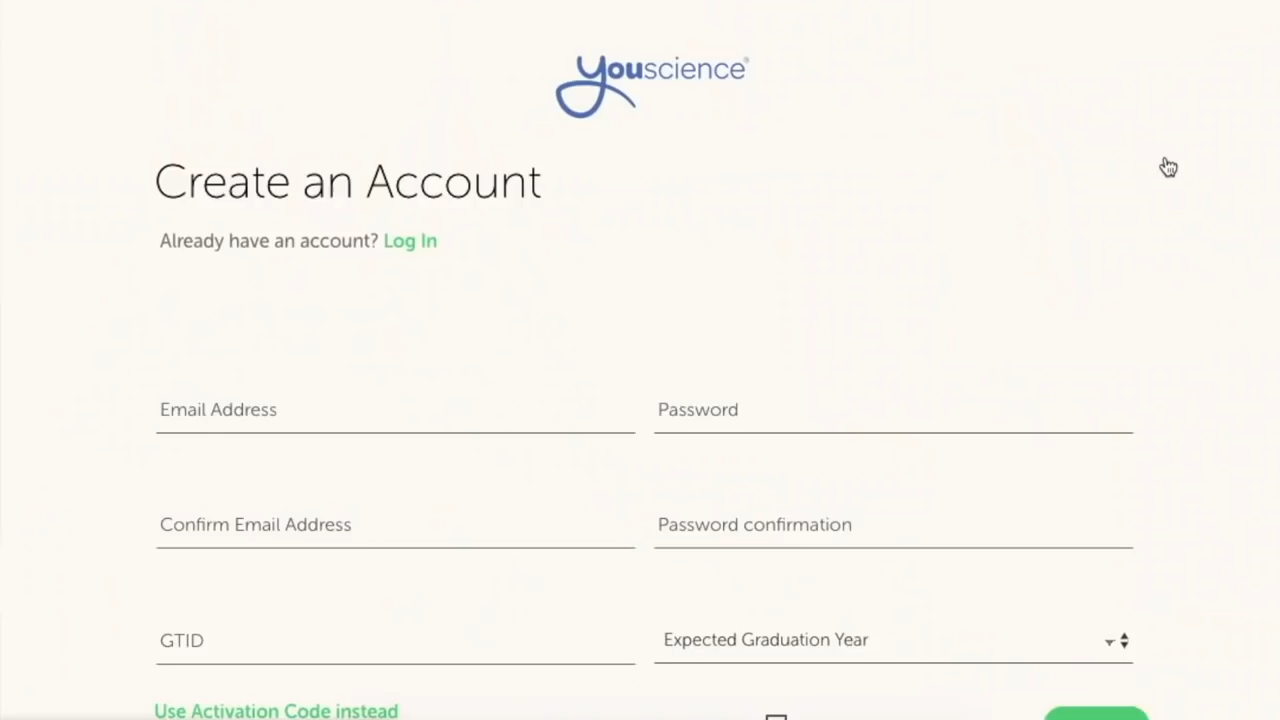 youscience®
Create an Account
Already have an account? Log In
Email Address
Password
Confirm Email Address
Password confirmation
GTID
Expected Graduation Year
Use Activation Code instead